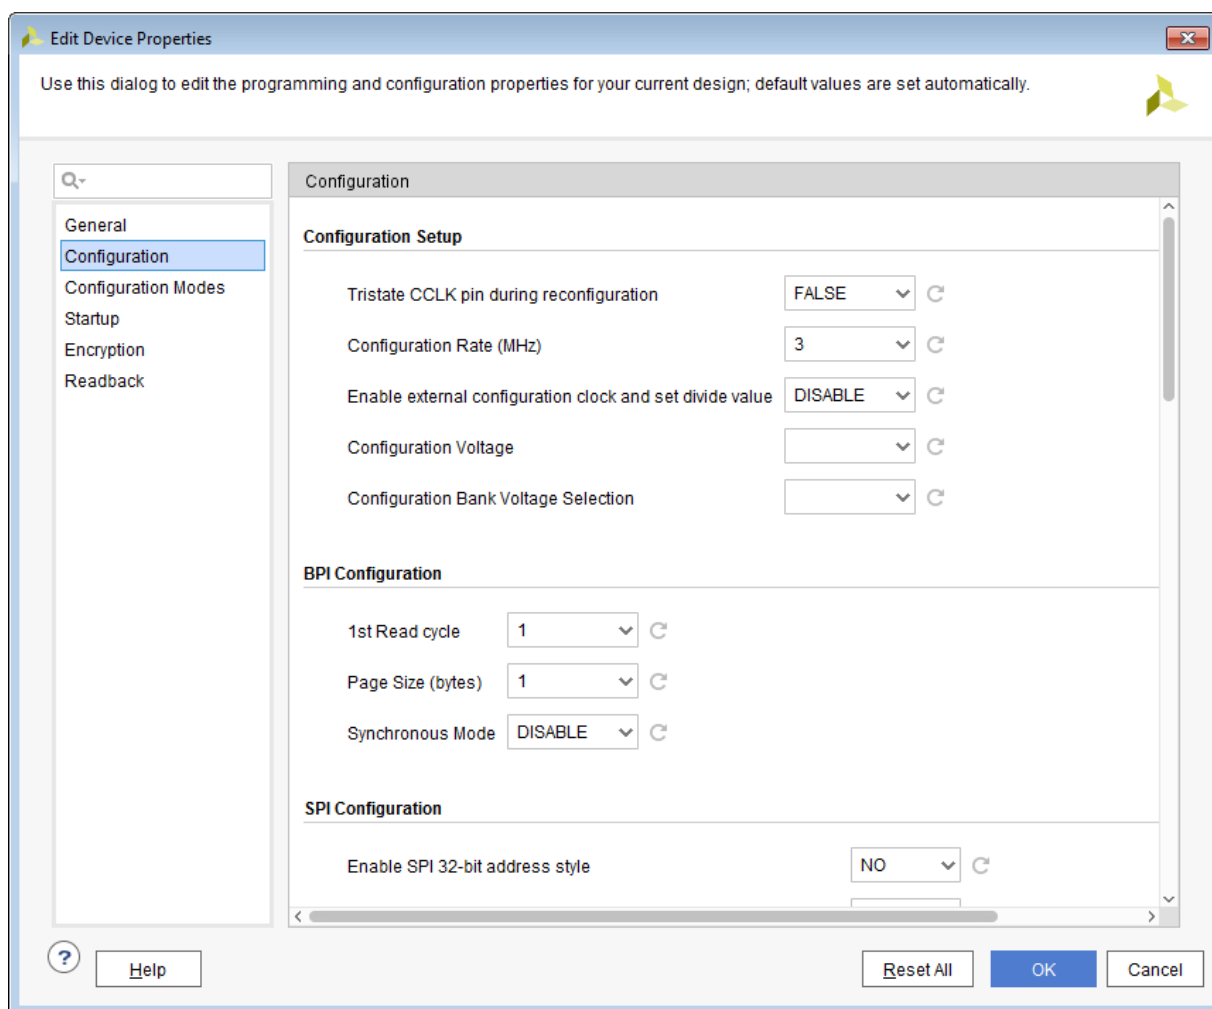 Edit Device Properties
Use this dialog to edit the programming and configuration properties for your current design; default values are set automatically.
General
Configuration
Configuration Modes
Startup
Encryption
Readback
Configuration
Configuration Setup
Tristate CCLK pin during reconfiguration FALSE
Configuration Rate (MHz) 3
Enable external configuration clock and set divide value DISABLE
Configuration Voltage
Configuration Bank Voltage Selection
BPI Configuration
1st Read cycle 1
Page Size (bytes) 1
Synchronous Mode DISABLE
SPI Configuration
Enable SPI 32-bit address style NO
? Help Reset All OK Cancel